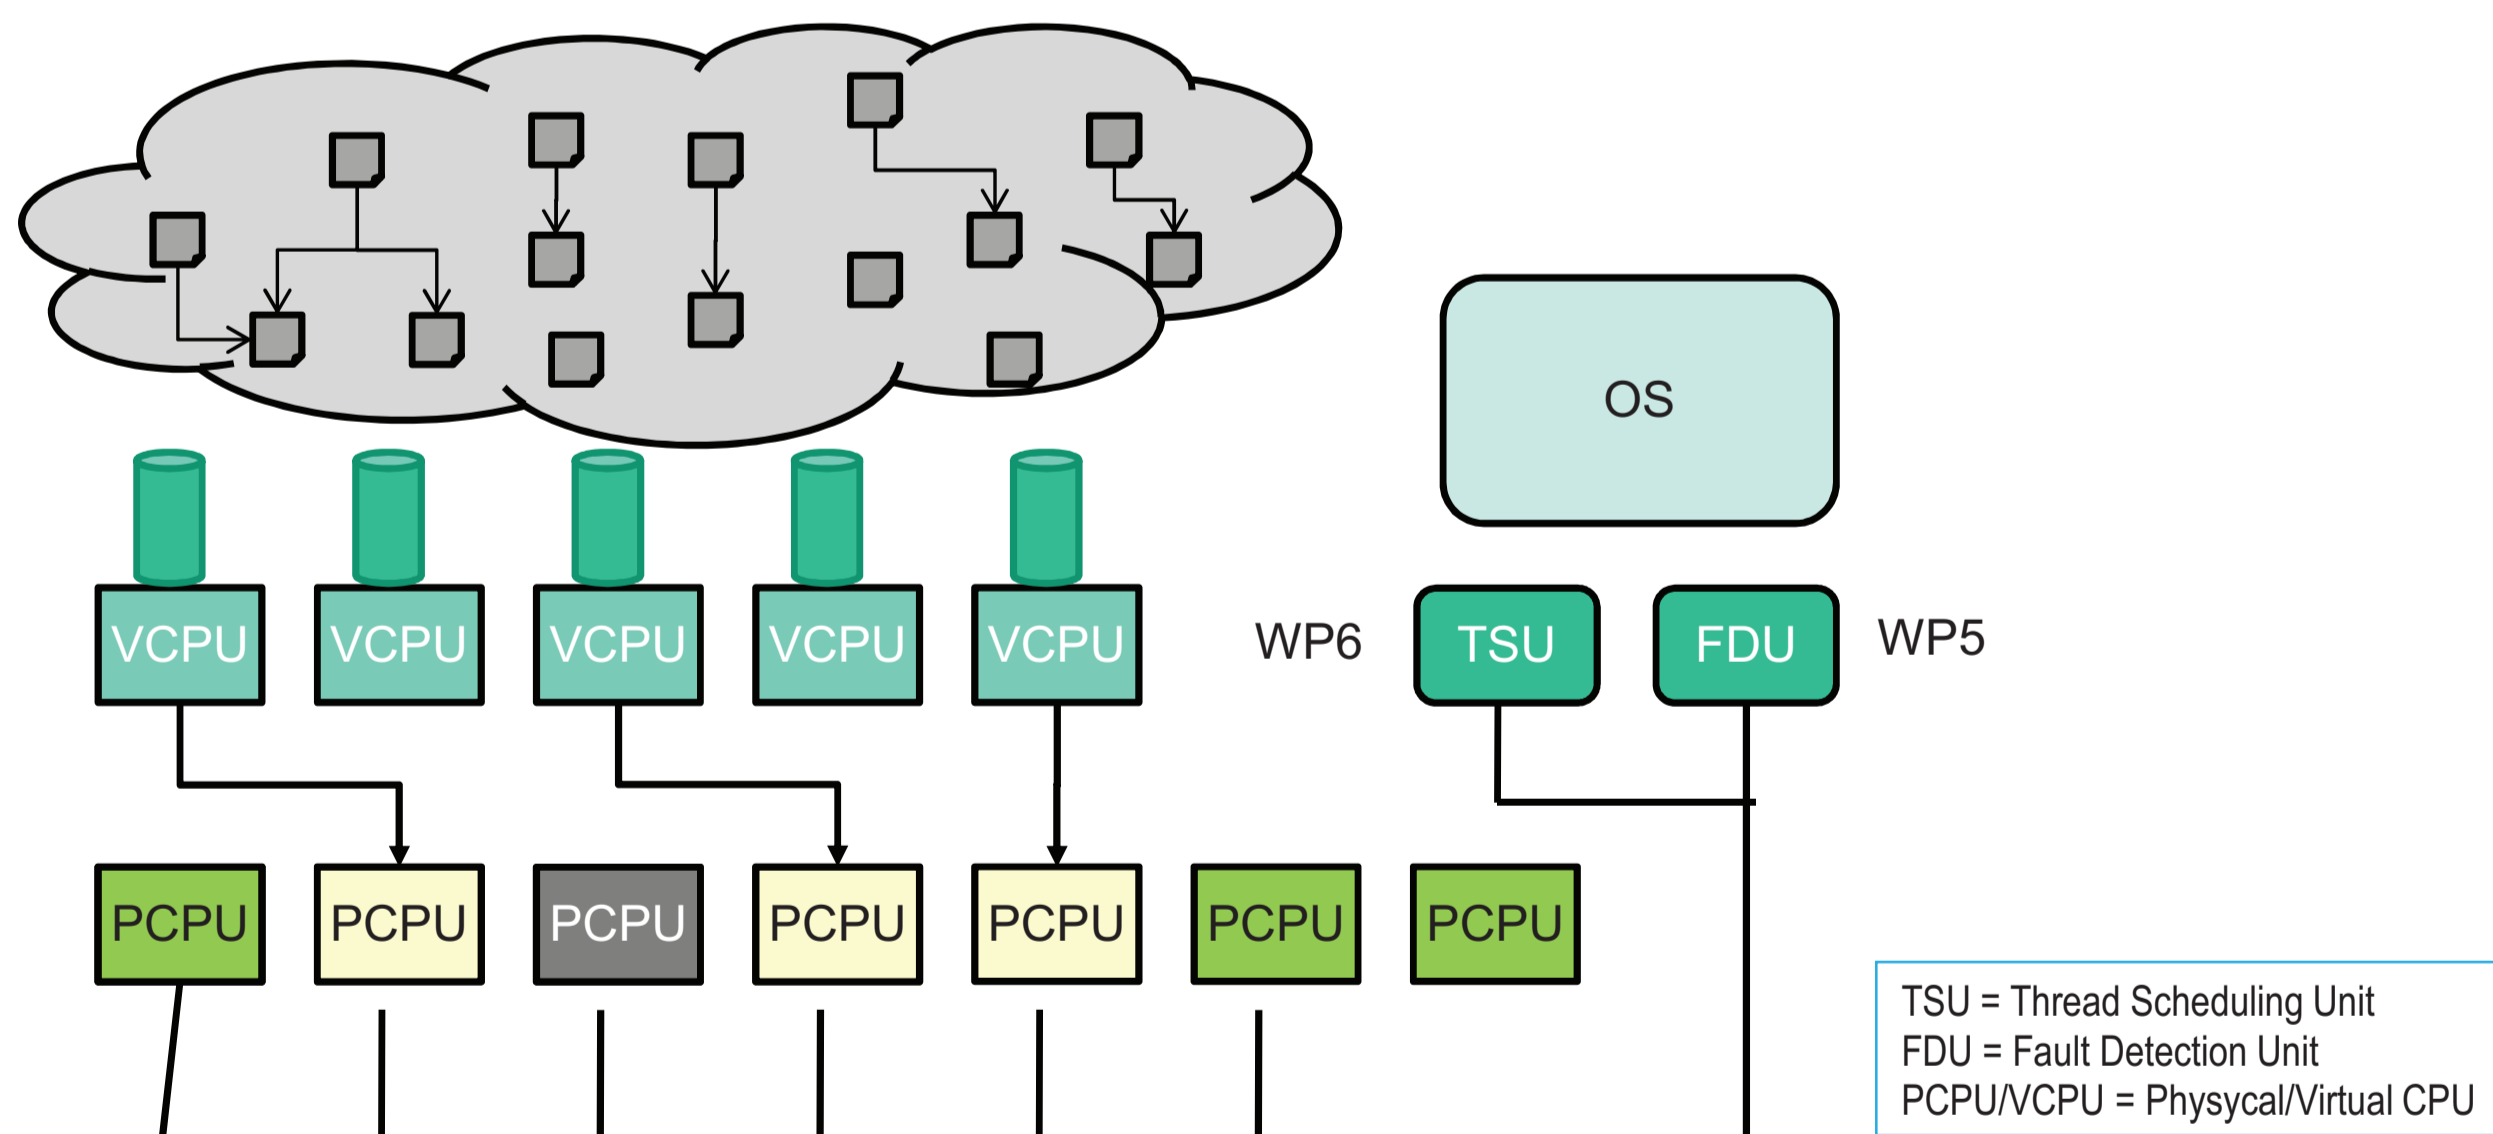 OS
VCPU VCPU VCPU VCPU VCPU WP6 TSU FDU WP5
PCPU PCPU PCPU PCPU PCPU PCPU PCPU
TSU = Thread Scheduling Unit
FDU = Fault Detection Unit
PCPU/VCPU = Physycal/Virtual CPU